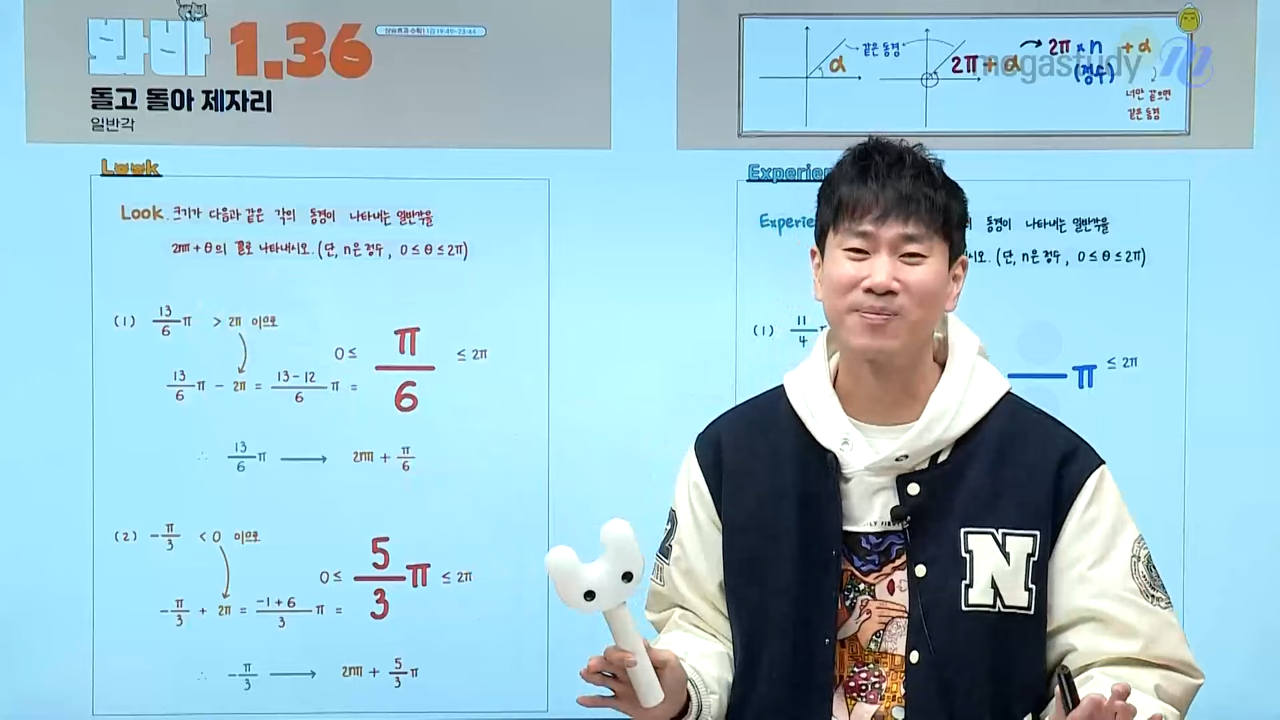 봐바 1.36
돌고 돌아 제자리
일반각
α
같은 동경
2π + α
2π × n + α
(정수)
너만 같으면
같은 동경
megastudy
Look
Look. 크기가 다음과 같은 각의 동경이 나타내는 일반각을
2nπ + θ의 꼴로 나타내시오. (단, n은 정수, 0 ≤ θ ≤ 2π)
(1) 13/6 π > 2π 이므로
13/6 π - 2π = 13-12/6 π =
0 ≤ π/6 ≤ 2π
∴ 13/6 π → 2nπ + π/6
(2) -π/3 < 0 이므로
-π/3 + 2π = -1+6/3 π =
0 ≤ 5/3 π ≤ 2π
∴ -π/3 → 2nπ + 5/3 π
동경이 나타내는 일반각을
(단, n은 정수, 0 ≤ θ ≤ 2π)
(1) 11/4
π ≤ 2π
N